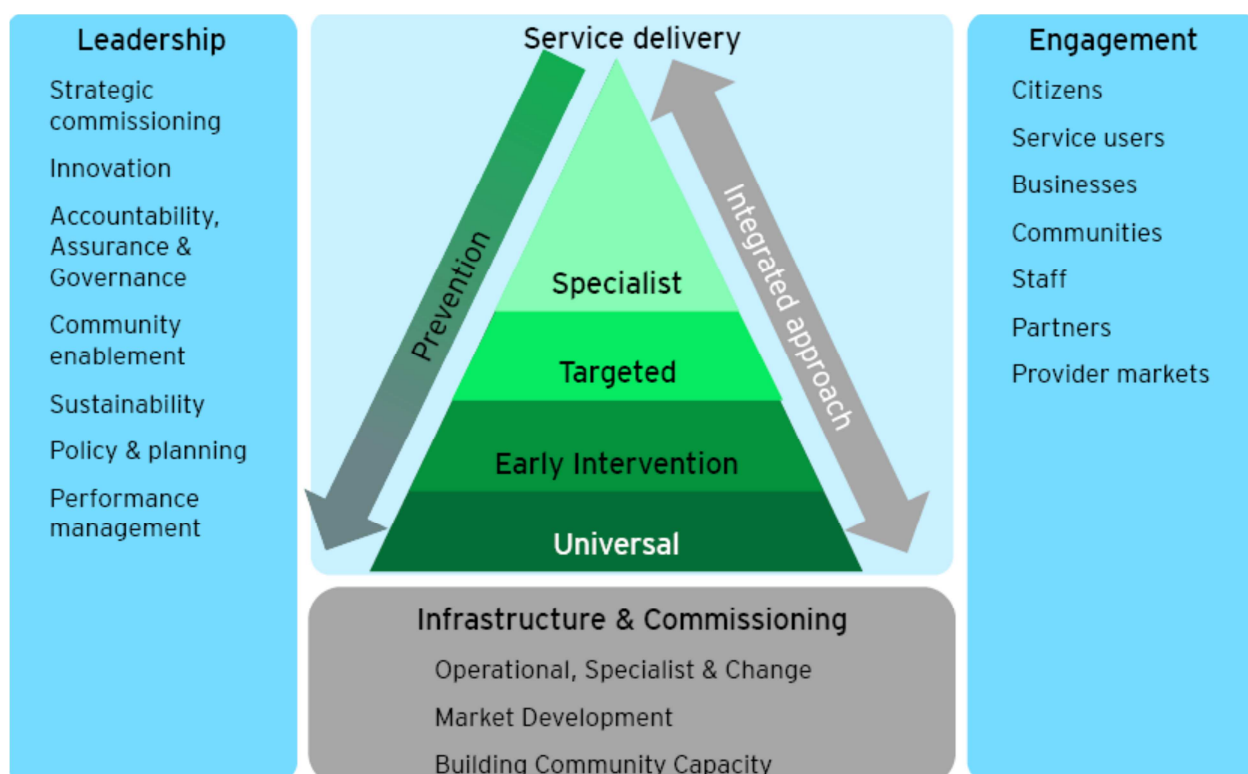 Leadership
Strategic
commissioning
Innovation
Accountability,
Assurance &
Governance
Community
enablement
Sustainability
Policy & planning
Performance
management
Service delivery
Prevention
Integrated approach
Specialist
Targeted
Early Intervention
Universal
Infrastructure & Commissioning
Operational, Specialist & Change
Market Development
Building Community Capacity
Engagement
Citizens
Service users
Businesses
Communities
Staff
Partners
Provider markets